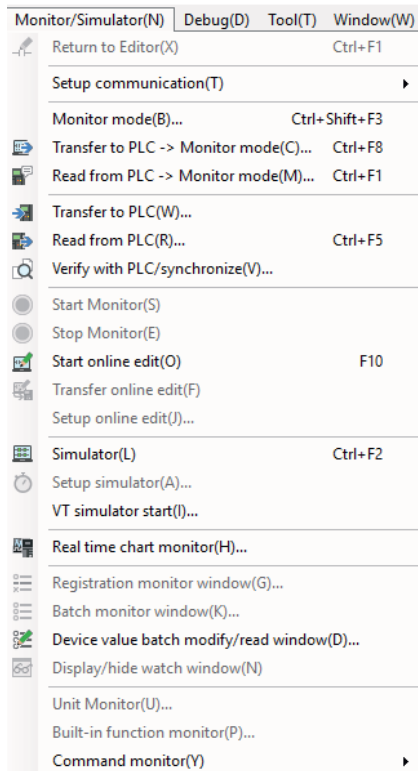 Monitor/Simulator(N) Debug(D) Tool(T) Window(W)
Return to Editor(X) Ctrl+F1
Setup communication(T)
Monitor mode(B)... Ctrl+Shift+F3
Transfer to PLC -> Monitor mode(C)... Ctrl+F8
Read from PLC -> Monitor mode(M)... Ctrl+F1
Transfer to PLC(W)...
Read from PLC(R)... Ctrl+F5
Verify with PLC/synchronize(V)...
Start Monitor(S)
Stop Monitor(E)
Start online edit(O) F10
Transfer online edit(F)
Setup online edit(J)...
Simulator(L) Ctrl+F2
Setup simulator(A)...
VT simulator start(I)...
Real time chart monitor(H)...
Registration monitor window(G)...
Batch monitor window(K)...
Device value batch modify/read window(D)...
Display/hide watch window(N)
Unit Monitor(U)...
Built-in function monitor(P)...
Command monitor(Y)